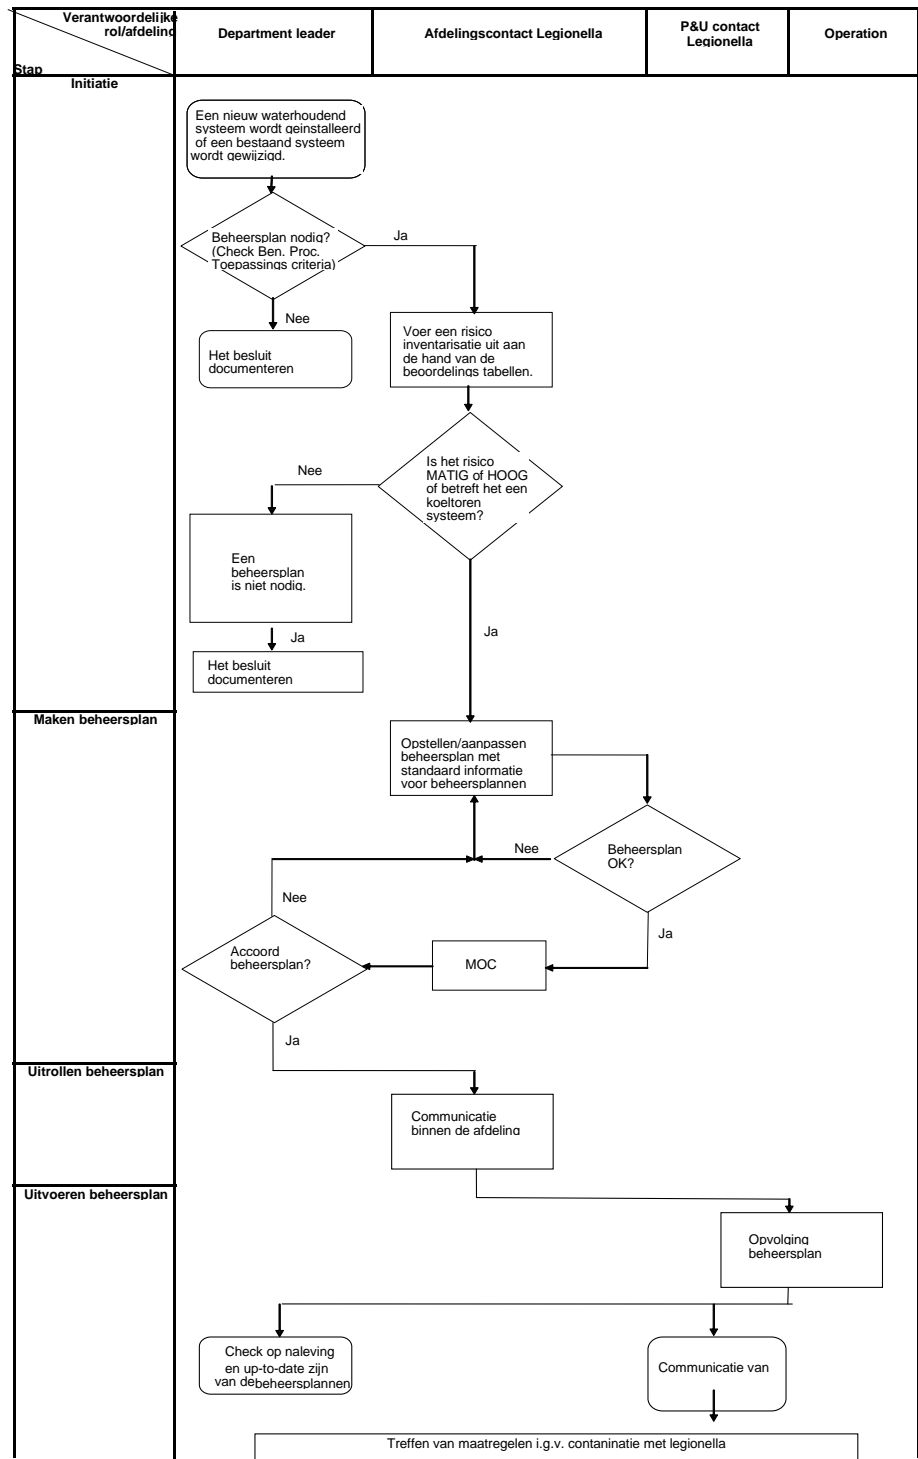 Verantwoordelijke
rol/afdeling
Stap
Department leader
Afdelingscontact Legionella
P&U contact
Legionella
Operation
Initiatie
Een nieuw waterhoudend
systeem wordt geinstalleerd
of een bestaand systeem
wordt gewijzigd.
Beheersplan nodig?
(Check Ben. Proc.
Toepassings criteria)
Ja
Nee
Het besluit
documenteren
Voer een risico
inventarisatie uit aan
de hand van de
beoordelings tabellen.
Is het risico
MATIG of HOOG
of betreft het een
koeltoren
systeem?
Nee
Een
beheersplan
is niet nodig.
Ja
Ja
Het besluit
documenteren
Maken beheersplan
Opstellen/aanpassen
beheersplan met
standaard informatie
voor beheersplannen
Nee
Beheersplan
OK?
Nee
Ja
Accoord
beheersplan?
MOC
Ja
Uitrollen beheersplan
Communicatie
binnen de afdeling
Uitvoeren beheersplan
Opvolging
beheersplan
Check op naleving
en up-to-date zijn
van de beheersplannen
Communicatie van
Treffen van maatregelen i.g.v. contaninatie met legionella